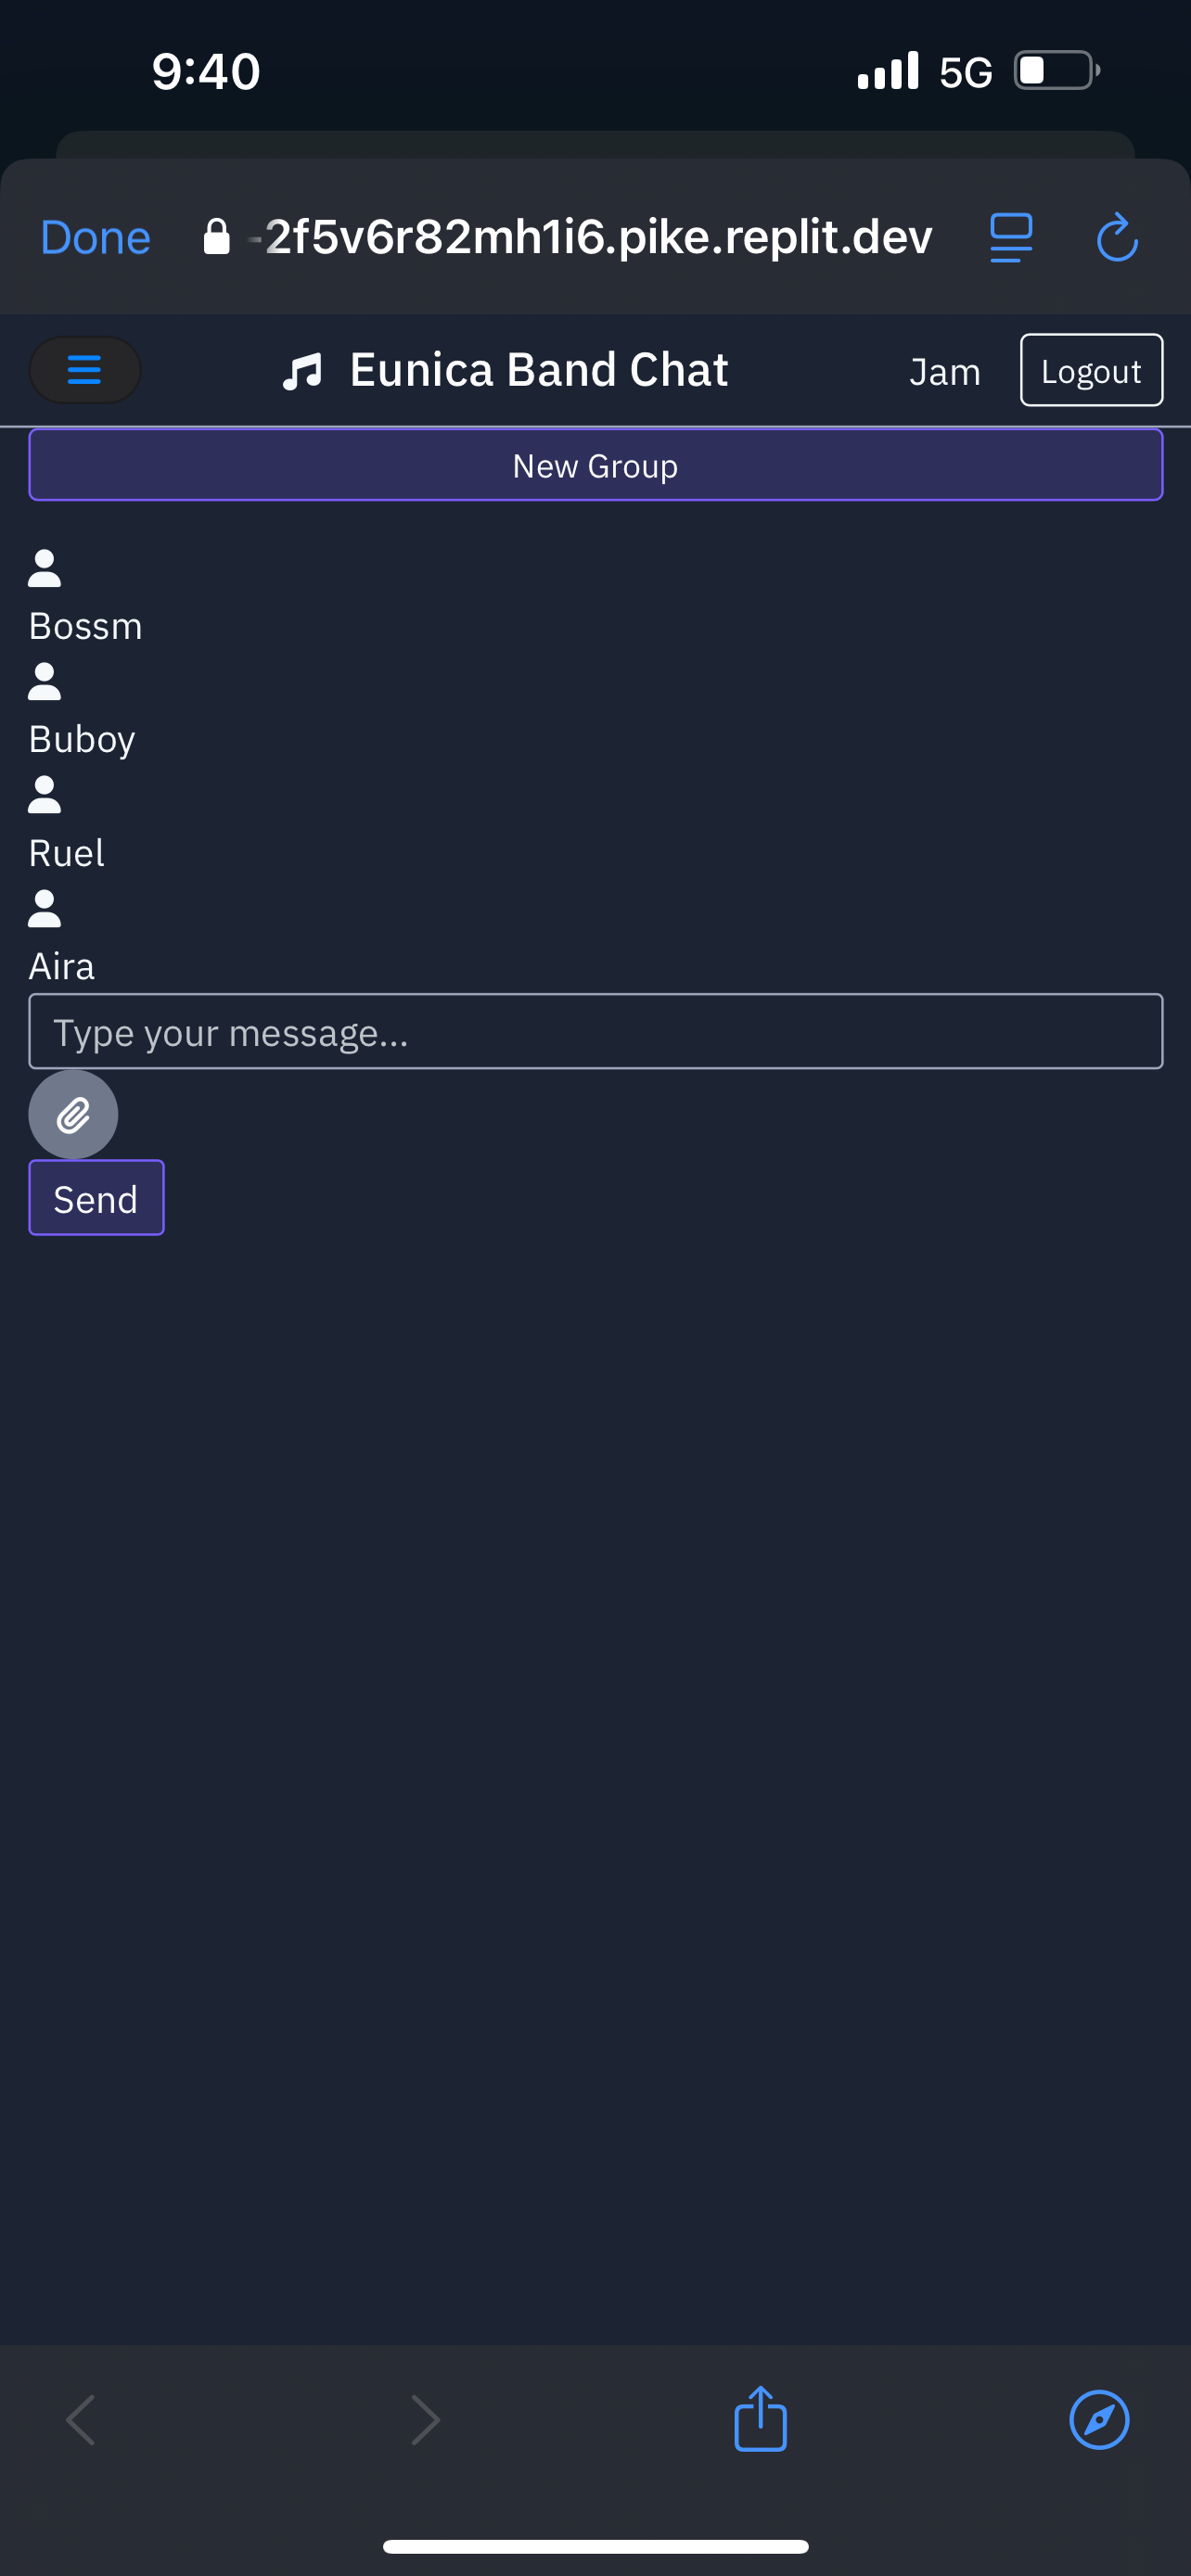 9:40
5G
Done
-2f5v6r82mh1i6.pike.replit.dev
Eunica Band Chat
Jam
Logout
New Group
Bossm
Buboy
Ruel
Aira
Type your message...
Send